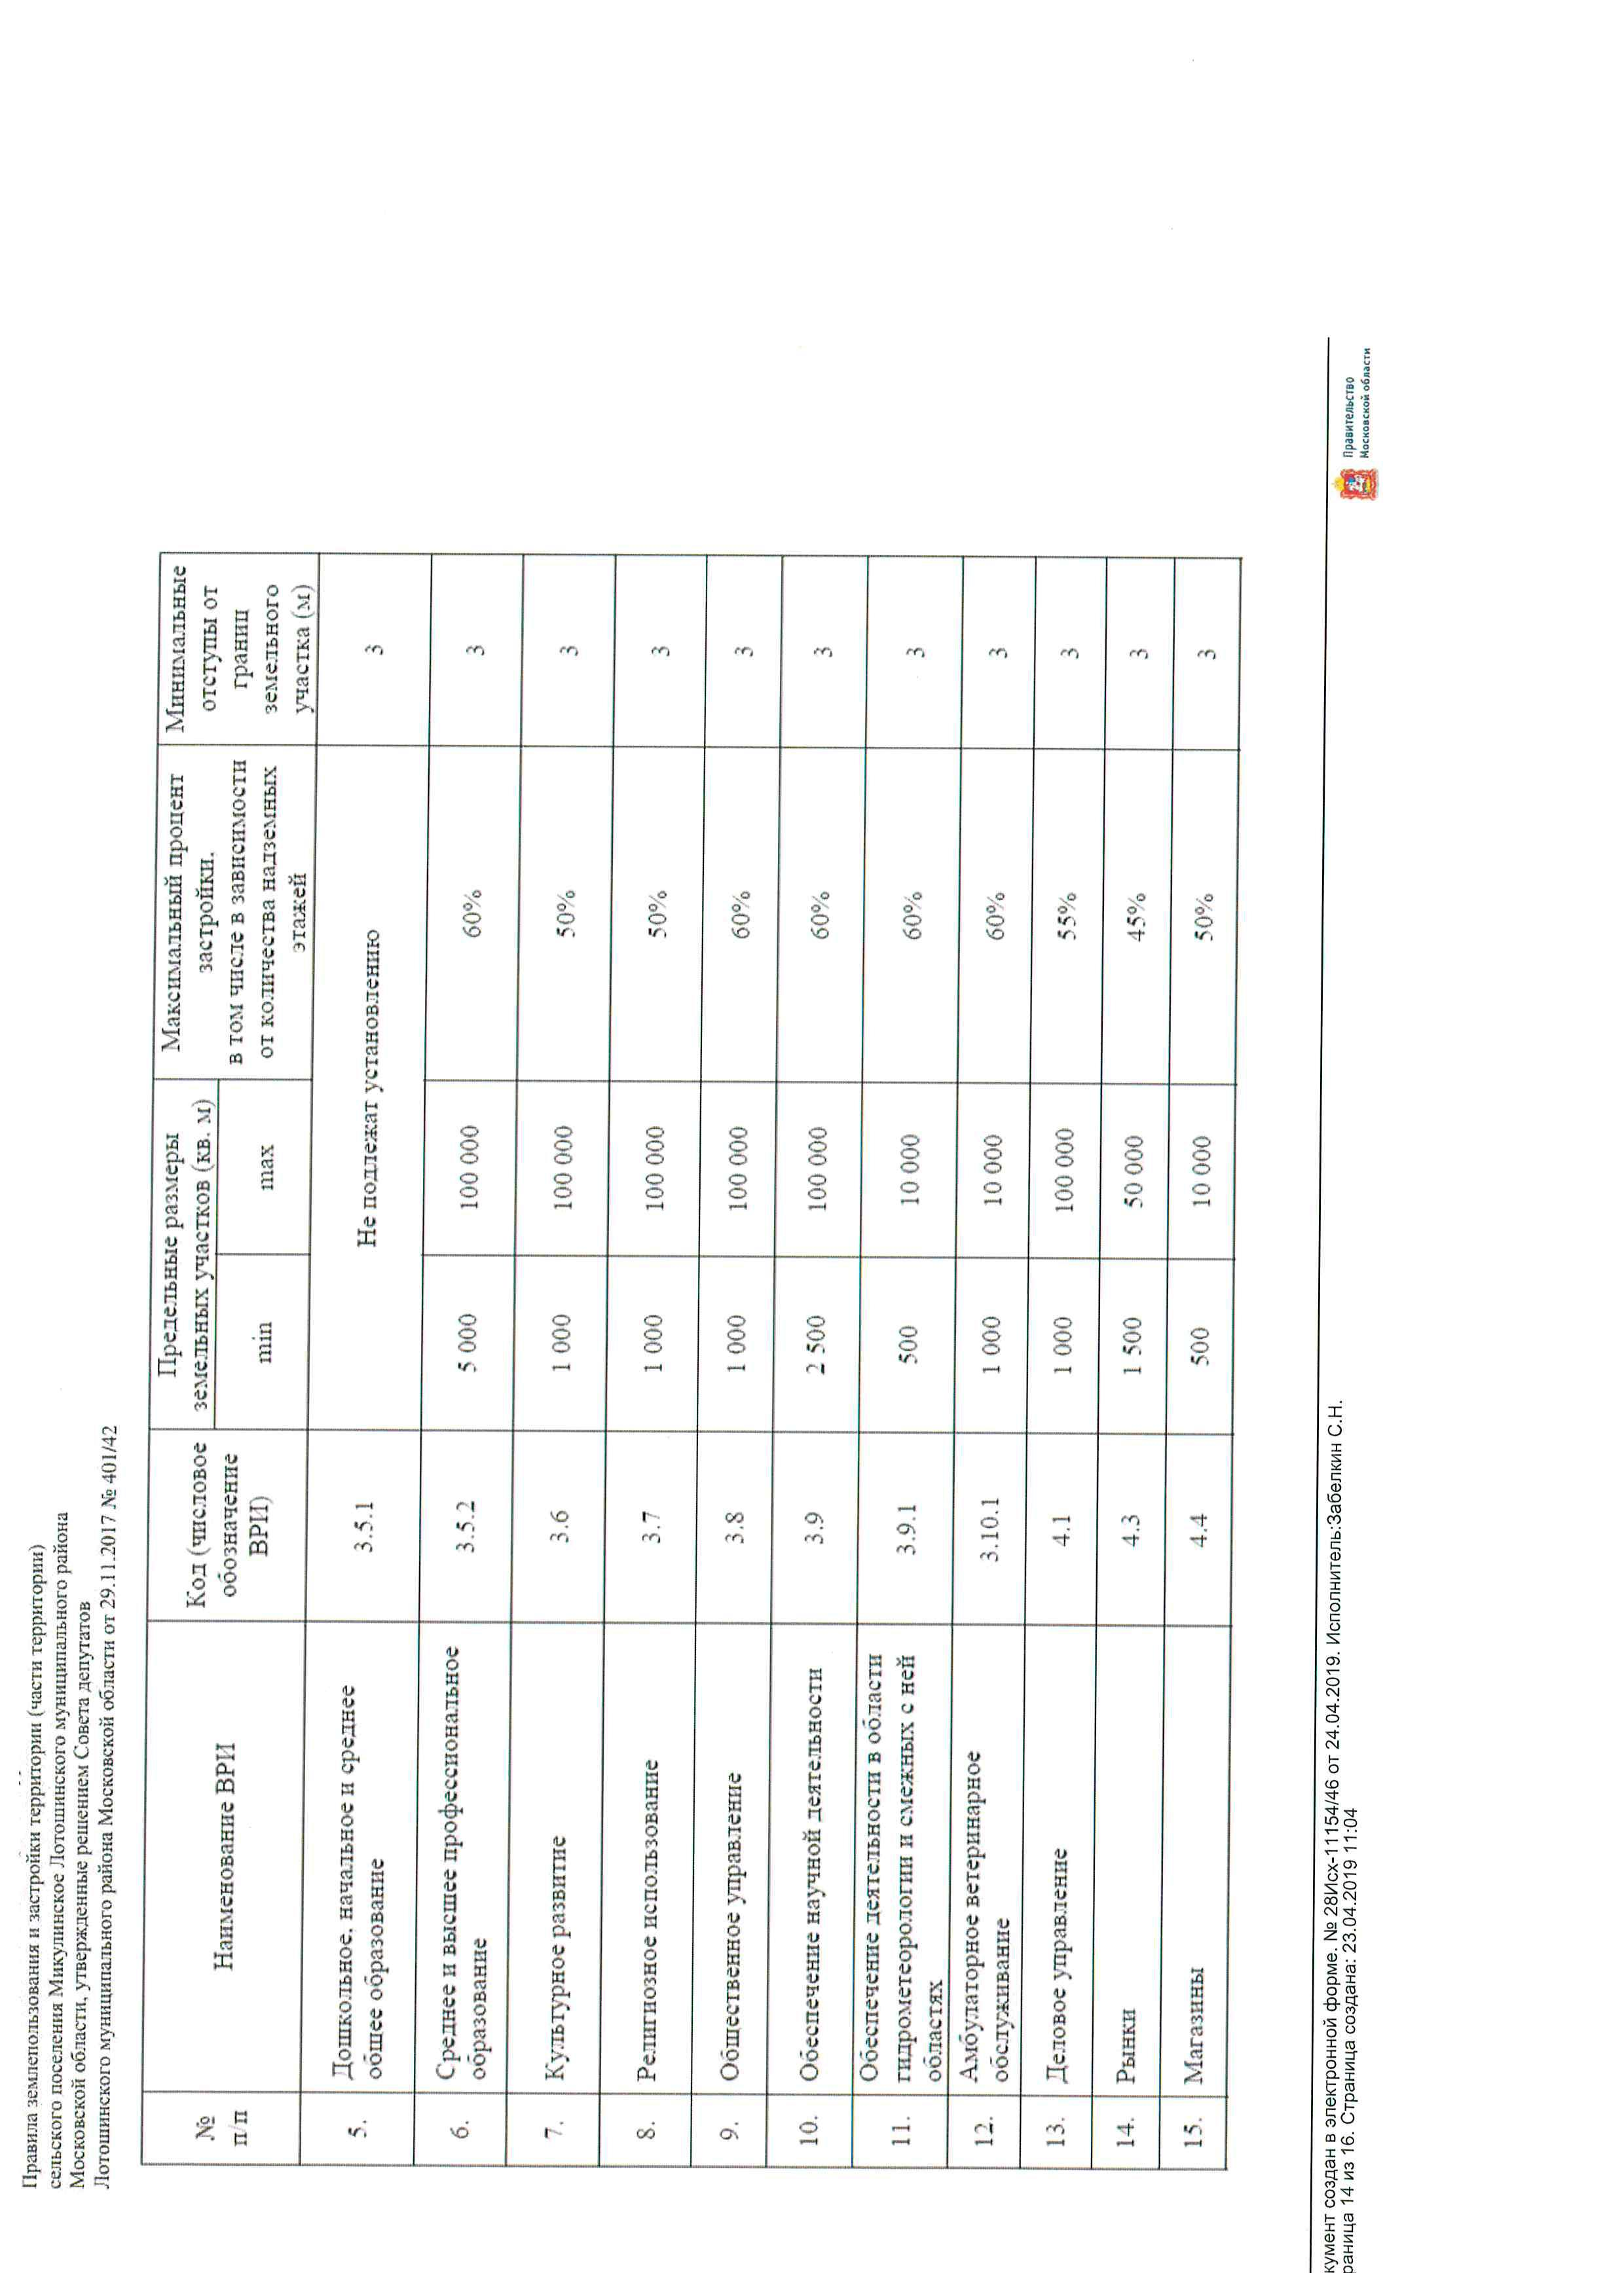 Правила землепользования и застройки территории (части территории)
сельского поселения Микулинское Лотошинского муниципального района
Московской области, утвержденные решением Совета депутатов
Лотошинского муниципального района Московской области от 29.11.2017 № 401/42
№ п/п
Наименование ВРИ
Код (числовое
обозначение
ВРИ)
Предельные размеры
земельных участков (кв. м)
min
max
Максимальный процент
застройки.
в том числе в зависимости
от количества надземных
этажей
Минимальные
отступы от
границ
земельного
участка (м)
5. Дошкольное. начальное и среднее
общее образование
3.5.1 Не подлежат установлению 3
6. Среднее и высшее профессиональное
образование
3.5.2 5 000 100 000 60% 3
7. Культурное развитие 3.6 1 000 100 000 50% 3
8. Религиозное использование 3.7 1 000 100 000 50% 3
9. Общественное управление 3.8 1 000 100 000 60% 3
10. Обеспечение научной деятельности 3.9 2 500 100 000 60% 3
11. Обеспечение деятельности в области
гидрометеорологии и смежных с ней
областях
3.9.1 500 10 000 60% 3
12. Амбулаторное ветеринарное
обслуживание
3.10.1 1 000 10 000 60% 3
13. Деловое управление 4.1 1 000 100 000 55% 3
14. Рынки 4.3 1 500 50 000 45% 3
15. Магазины 4.4 500 10 000 50% 3
кумент создан в электронной форме. № 28Исх-11154/46 от 24.04.2019. Исполнитель:Забелкин С.Н.
раница 14 из 16. Страница создана: 23.04.2019 11:04
Правительство
Московской области